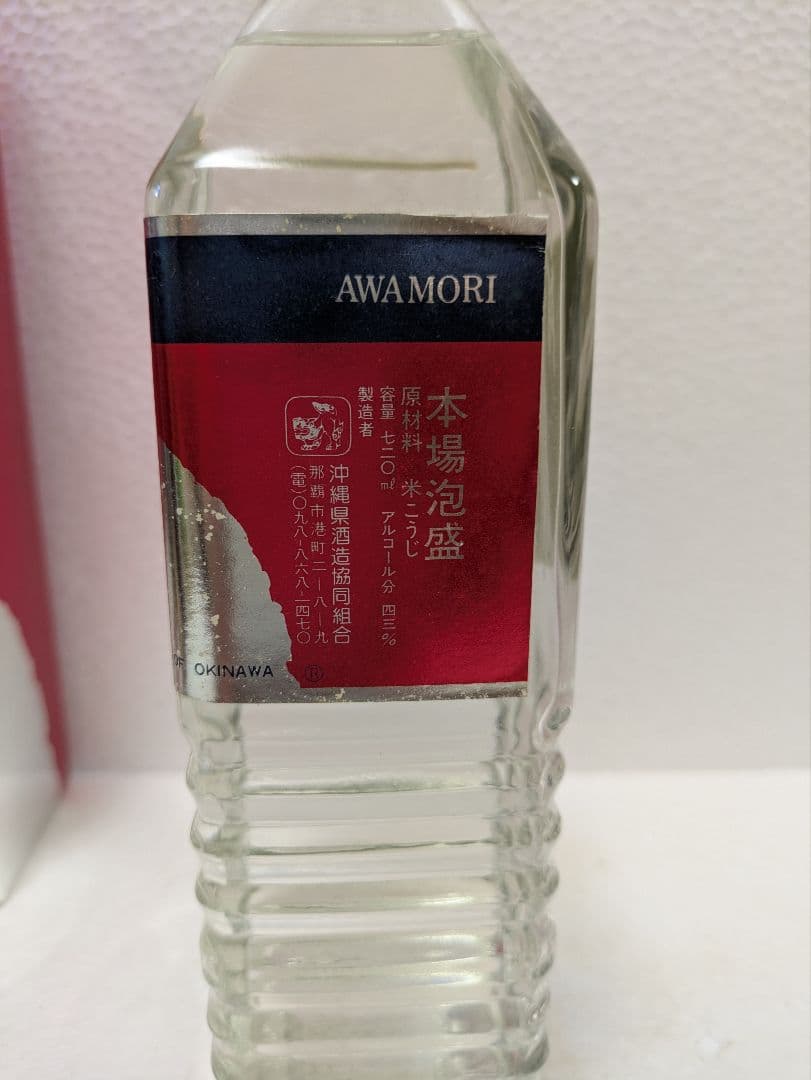 AWAMORI
本場泡盛
原材料 米こうじ
容量 七二〇ml アルコール分 四三%
製造者
沖縄県酒造協同組合
那覇市港町二ー八ー九
(電)〇九八-八六八-一四七〇
OF OKINAWA ®